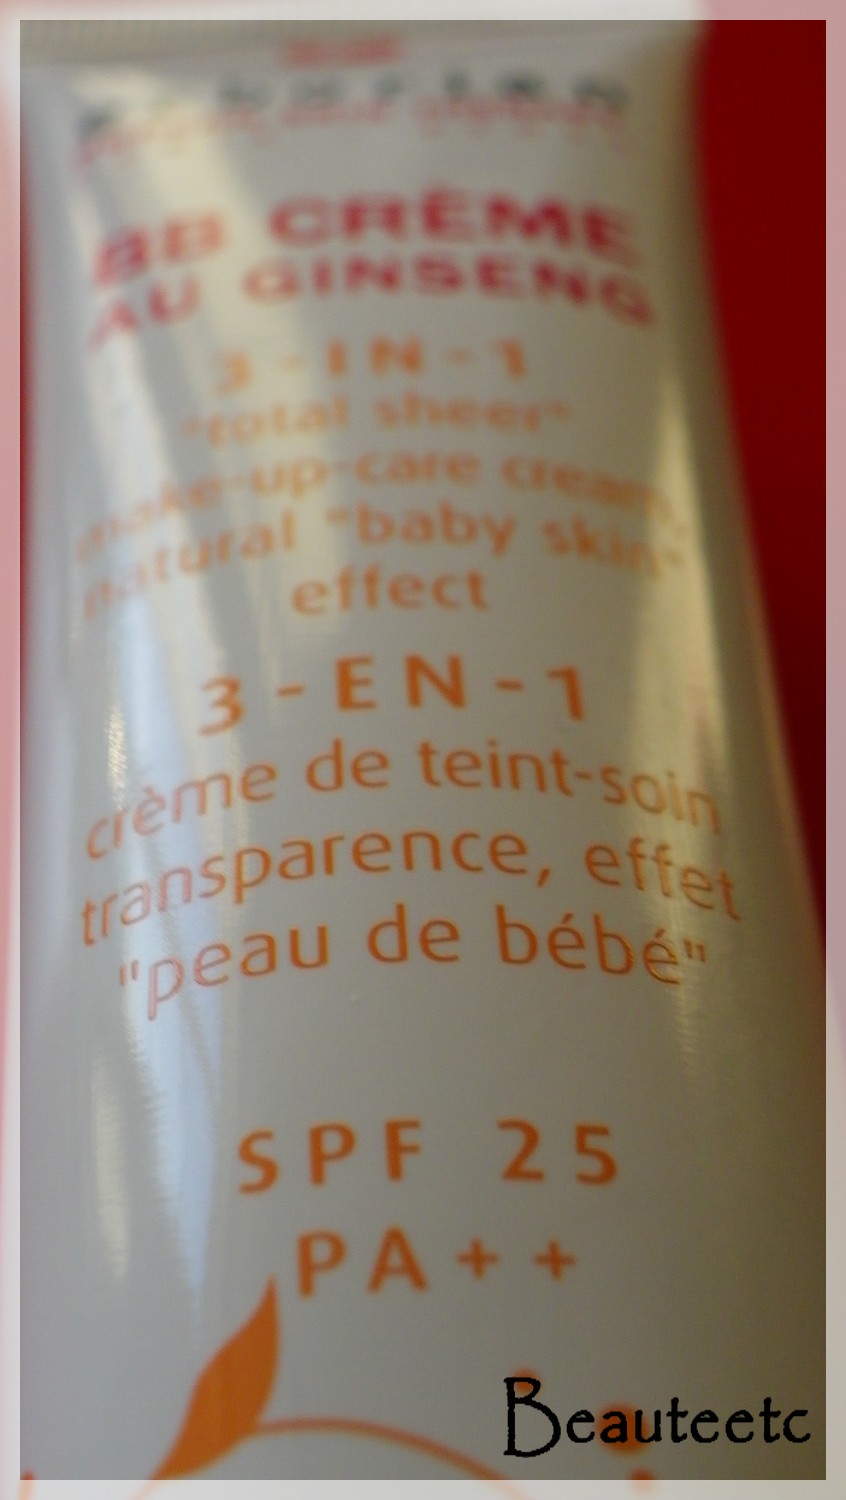 BB CRÈME
AU GINSENG
3-IN-1
"total sheer"
make-up-care cream,
natural "baby skin"
effect
3-EN-1
crème de teint-soin
transparence, effet
"peau de bébé"
SPF 25
PA++
Beauteetc